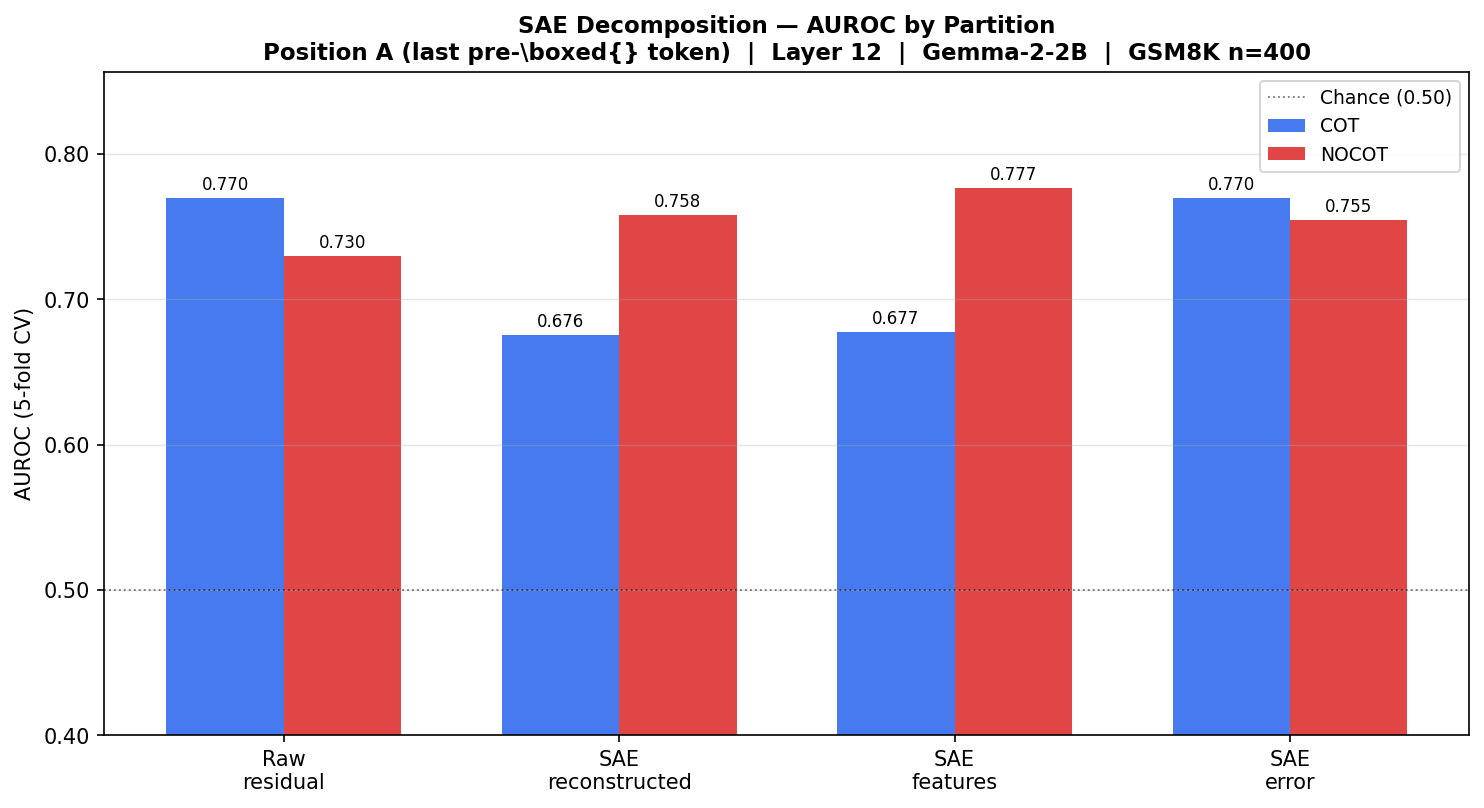 SAE Decomposition — AUROC by Partition
Position A (last pre-\boxed{} token)  |  Layer 12  |  Gemma-2-2B  |  GSM8K n=400
Chance (0.50)
COT
NOCOT
AUROC (5-fold CV)
0.80
0.70
0.60
0.50
0.40
0.770
0.730
0.676
0.758
0.677
0.777
0.770
0.755
Raw
residual
SAE
reconstructed
SAE
features
SAE
error